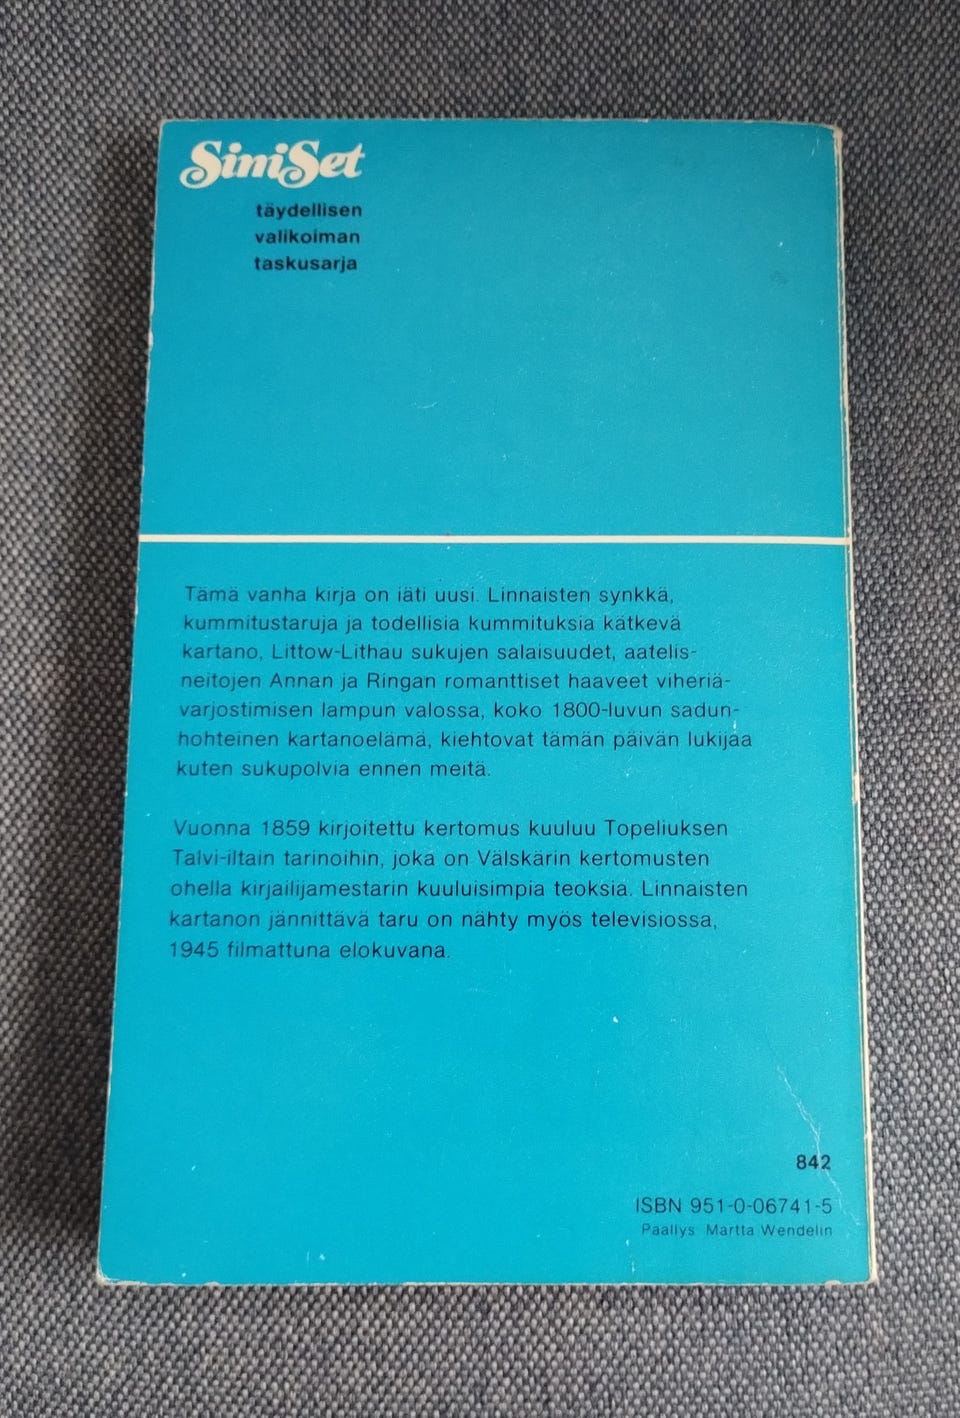 SiniSet
täydellisen
valikoiman
taskusarja
Tämä vanha kirja on iäti uusi. Linnaisten synkkä,
kummitustaruja ja todellisia kummituksia kätkevä
kartano, Littow-Lithau sukujen salaisuudet, aatelis-
neitojen Annan ja Ringan romanttiset haaveet viheriä-
varjostimisen lampun valossa, koko 1800-luvun sadun-
hohteinen kartanoelämä, kiehtovat tämän päivän lukijaa
kuten sukupolvia ennen meitä.
Vuonna 1859 kirjoitettu kertomus kuuluu Topeliuksen
Talvi-iltain tarinoihin, joka on Välskärin kertomusten
ohella kirjailijamestarin kuuluisimpia teoksia. Linnaisten
kartanon jännittävä taru on nähty myös televisiossa,
1945 filmattuna elokuvana.
842
ISBN 951-0-06741-5
Päällys Martta Wendelin